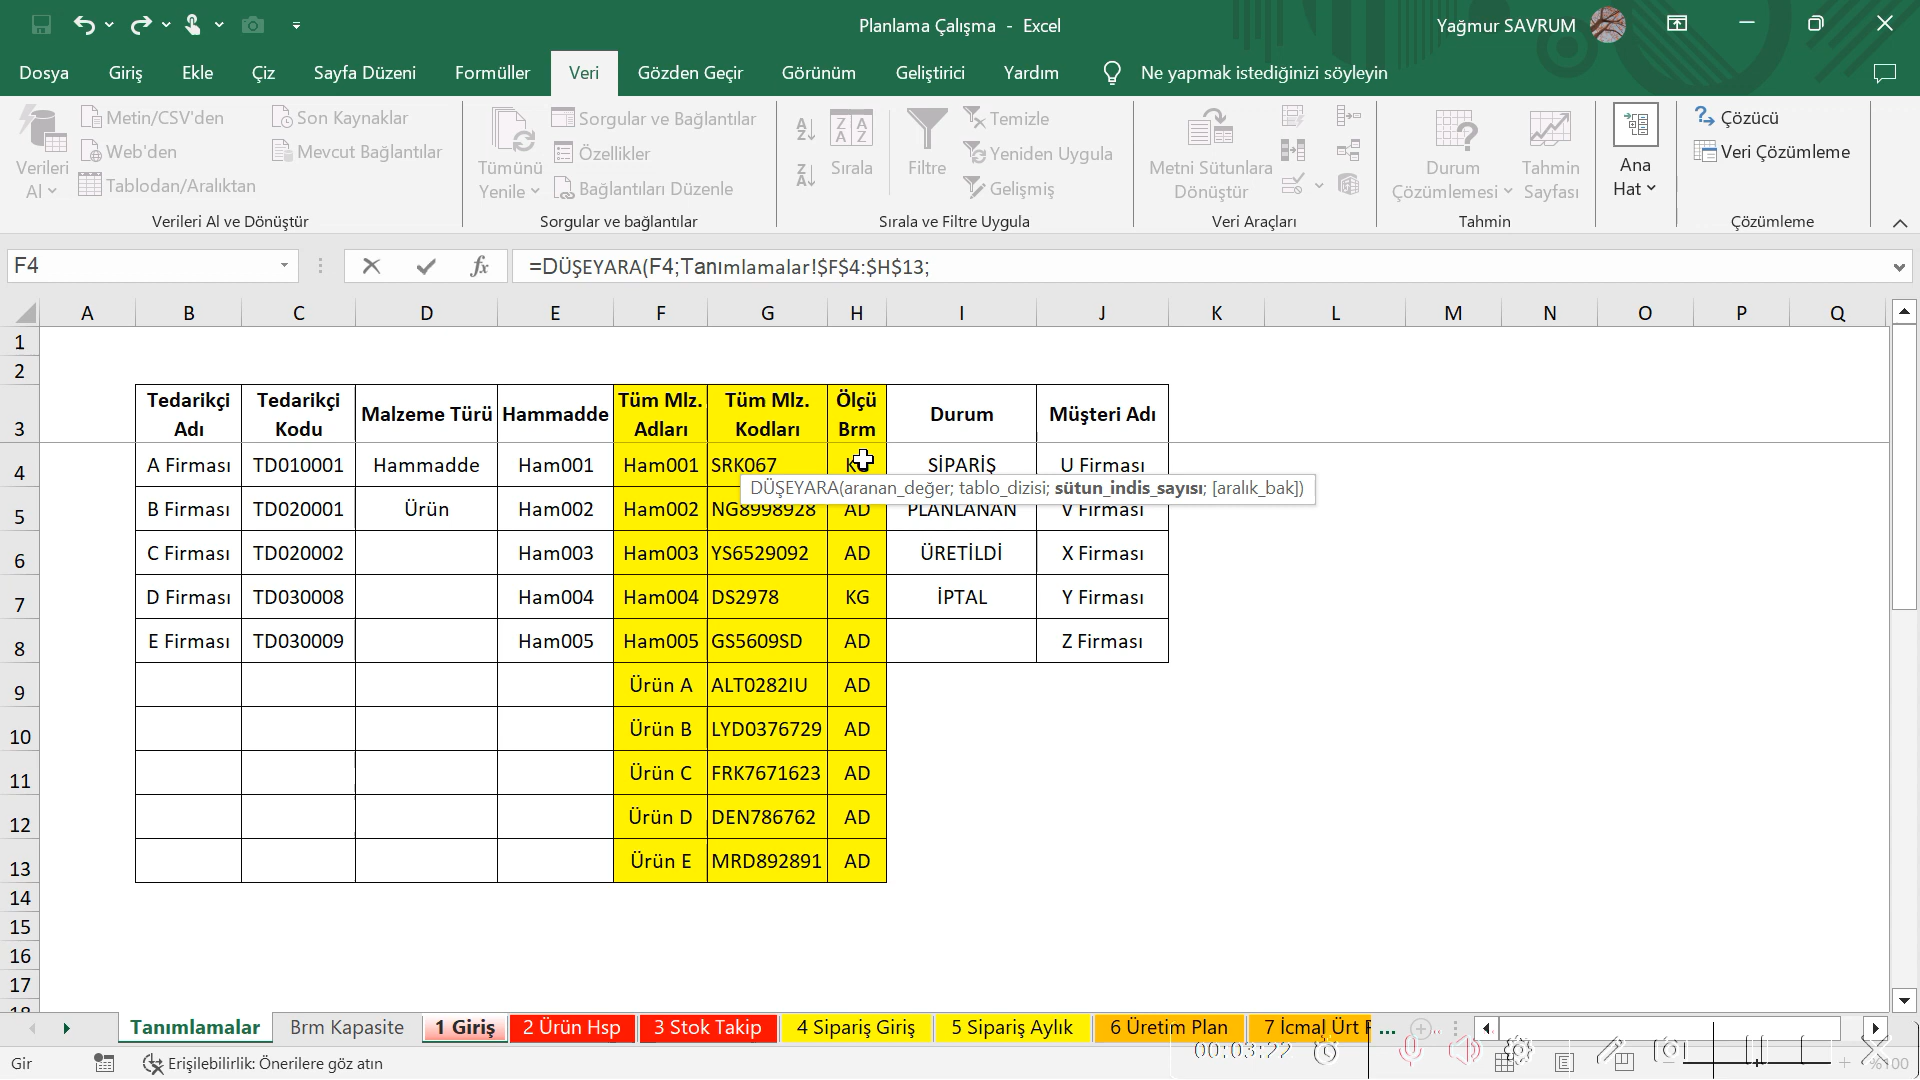 Planlama Çalışma - Excel
Yağmur SAVRUM
Dosya Giriş Ekle Çiz Sayfa Düzeni Formüller Veri Gözden Geçir Görünüm Geliştirici Yardım Ne yapmak istediğinizi söyleyin
Verileri Al
Metin/CSV'den
Web'den
Tablodan/Aralıktan
Son Kaynaklar
Mevcut Bağlantılar
Verileri Al ve Dönüştür
Tümünü Yenile
Sorgular ve Bağlantılar
Özellikler
Bağlantıları Düzenle
Sorgular ve bağlantılar
Sırala
Filtre
Temizle
Yeniden Uygula
Gelişmiş
Sırala ve Filtre Uygula
Metni Sütunlara
Dönüştür
Veri Araçları
Durum
Çözümlemesi
Tahmin
Sayfası
Tahmin
Ana
Hat
Çözücü
Veri Çözümleme
Çözümleme
F4
fx
=DÜŞEYARA(F4;Tanımlamalar!$F$4:$H$13;
A B C D E F G H I J K L M N O P Q
1
2
3 Tedarikçi Adı Tedarikçi Kodu Malzeme Türü Hammadde Tüm Mlz. Adları Tüm Mlz. Kodları Ölçü Brm Durum Müşteri Adı
4 A Firması TD010001 Hammadde Ham001 Ham001 SRK067 SİPARİŞ U Firması
DÜŞEYARA(aranan_değer; tablo_dizisi; sütun_indis_sayısı; [aralık_bak])
5 B Firması TD020001 Ürün Ham002 Ham002 NG8998928 AD PLANLANAN V Firması
6 C Firması TD020002 Ham003 Ham003 YS6529092 AD ÜRETİLDİ X Firması
7 D Firması TD030008 Ham004 Ham004 DS2978 KG İPTAL Y Firması
8 E Firması TD030009 Ham005 Ham005 GS5609SD AD Z Firması
9 Ürün A ALT0282IU AD
10 Ürün B LYD0376729 AD
11 Ürün C FRK7671623 AD
12 Ürün D DEN786762 AD
13 Ürün E MRD892891 AD
14
15
16
17
Tanımlamalar Brm Kapasite 1 Giriş 2 Ürün Hsp 3 Stok Takip 4 Sipariş Giriş 5 Sipariş Aylık 6 Üretim Plan 7 İcmal Ürt ...
Gir Erişilebilirlik: Önerilere göz atın 00:03:22 %100